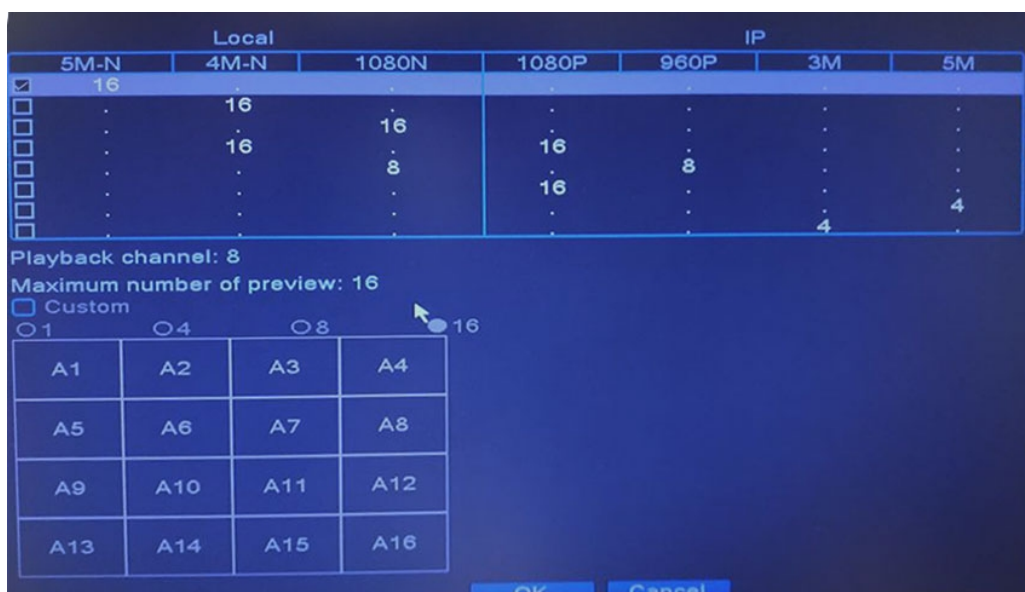 Local IP
5M-N 4M-N 1080N 1080P 960P 3M 5M
16 . . . . . .
. 16 . . . . .
. . 16 . . . .
. 16 . 16 . . .
. . 8 . 8 . .
. . . 16 . . .
. . . . . . 4
. . . . . 4 .
Playback channel: 8
Maximum number of preview: 16
Custom
1 4 8 16
A1 A2 A3 A4
A5 A6 A7 A8
A9 A10 A11 A12
A13 A14 A15 A16
OK Cancel